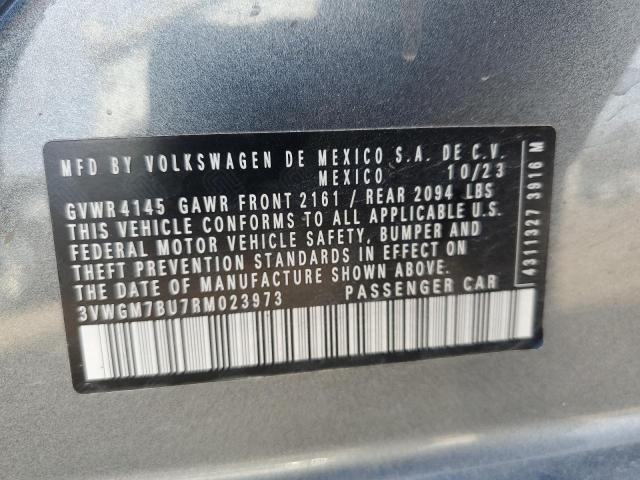 MFD BY VOLKSWAGEN DE MEXICO S.A. DE C.V.
MEXICO 10/23
GVWR 4145 GAWR FRONT 2161 / REAR 2094 LBS
THIS VEHICLE CONFORMS TO ALL APPLICABLE U.S.
FEDERAL MOTOR VEHICLE SAFETY, BUMPER AND
THEFT PREVENTION STANDARDS IN EFFECT ON
THE DATE OF MANUFACTURE SHOWN ABOVE.
3VWGM7BU7RM023973 PASSENGER CAR
4311327 3916 M